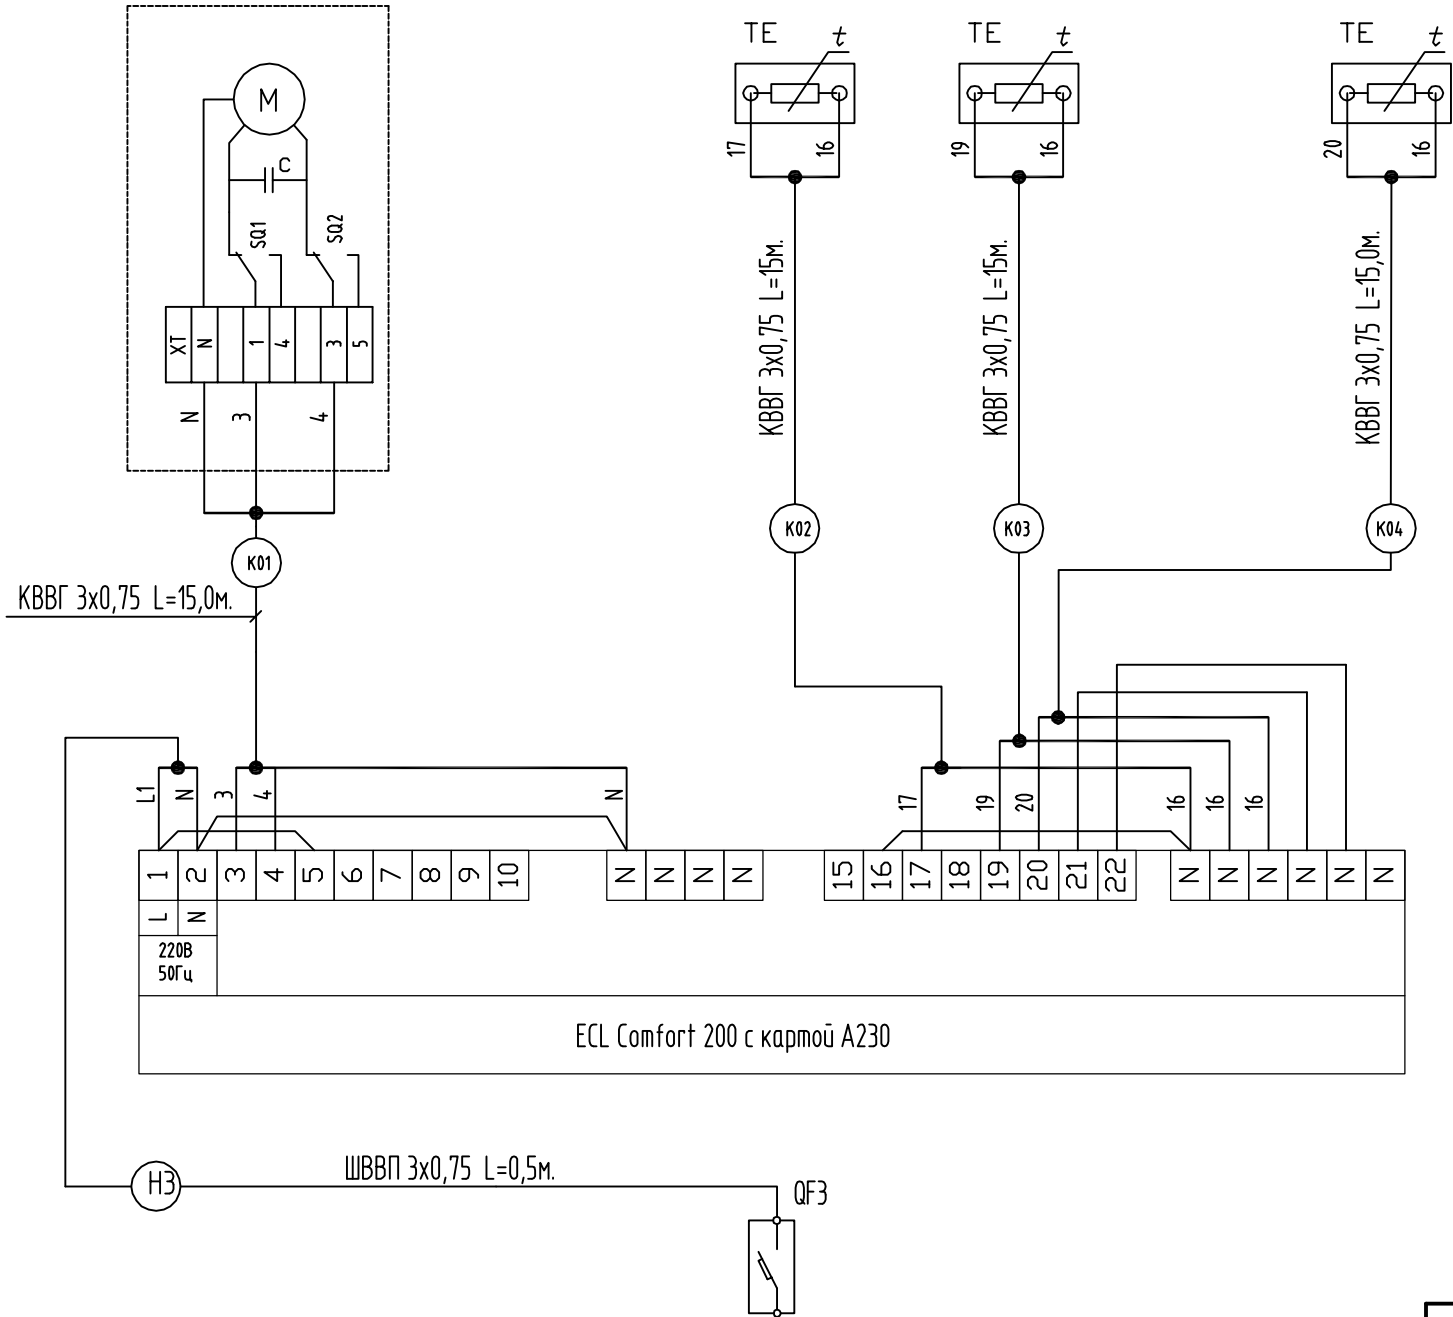 TE t TE t TE t
M
C
17 16 19 16 20 16
SQ1 SQ2
XT N 1 4 3 5
КВВГ 3х0,75 L=15м.
КВВГ 3х0,75 L=15м.
КВВГ 3х0,75 L=15,0м.
N 3 4
К02 К03 К04
К01
КВВГ 3х0,75 L=15,0м.
L1 N 3 4 N 17 19 20 16 16 16
1 2 3 4 5 6 7 8 9 10 N N N N 15 16 17 18 19 20 21 22 N N N N N N
L N
220В
50Гц
ECL Comfort 200 с картой А230
ШВВП 3х0,75 L=0,5м.
Н3
QF3